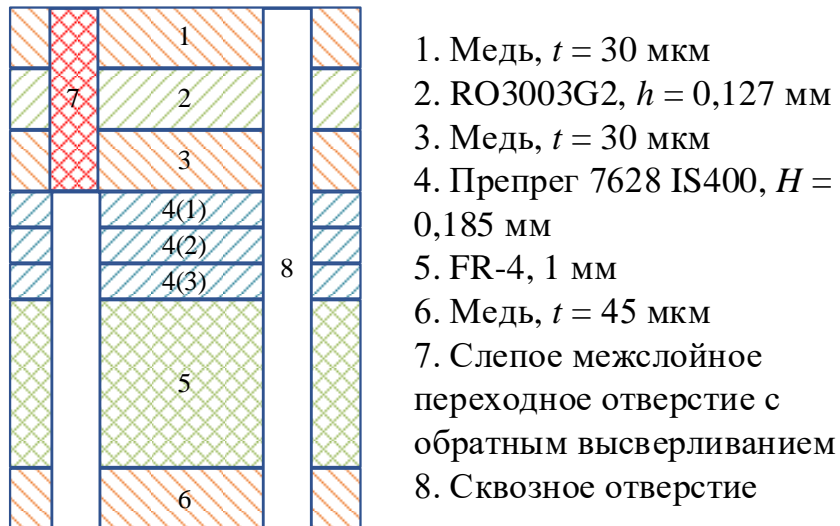 1
2
7
3
4(1)
4(2)
4(3)
8
5
6
1. Медь, t = 30 мкм
2. RO3003G2, h = 0,127 мм
3. Медь, t = 30 мкм
4. Препрег 7628 IS400, H =
0,185 мм
5. FR-4, 1 мм
6. Медь, t = 45 мкм
7. Слепое межслойное
переходное отверстие с
обратным высверливанием
8. Сквозное отверстие